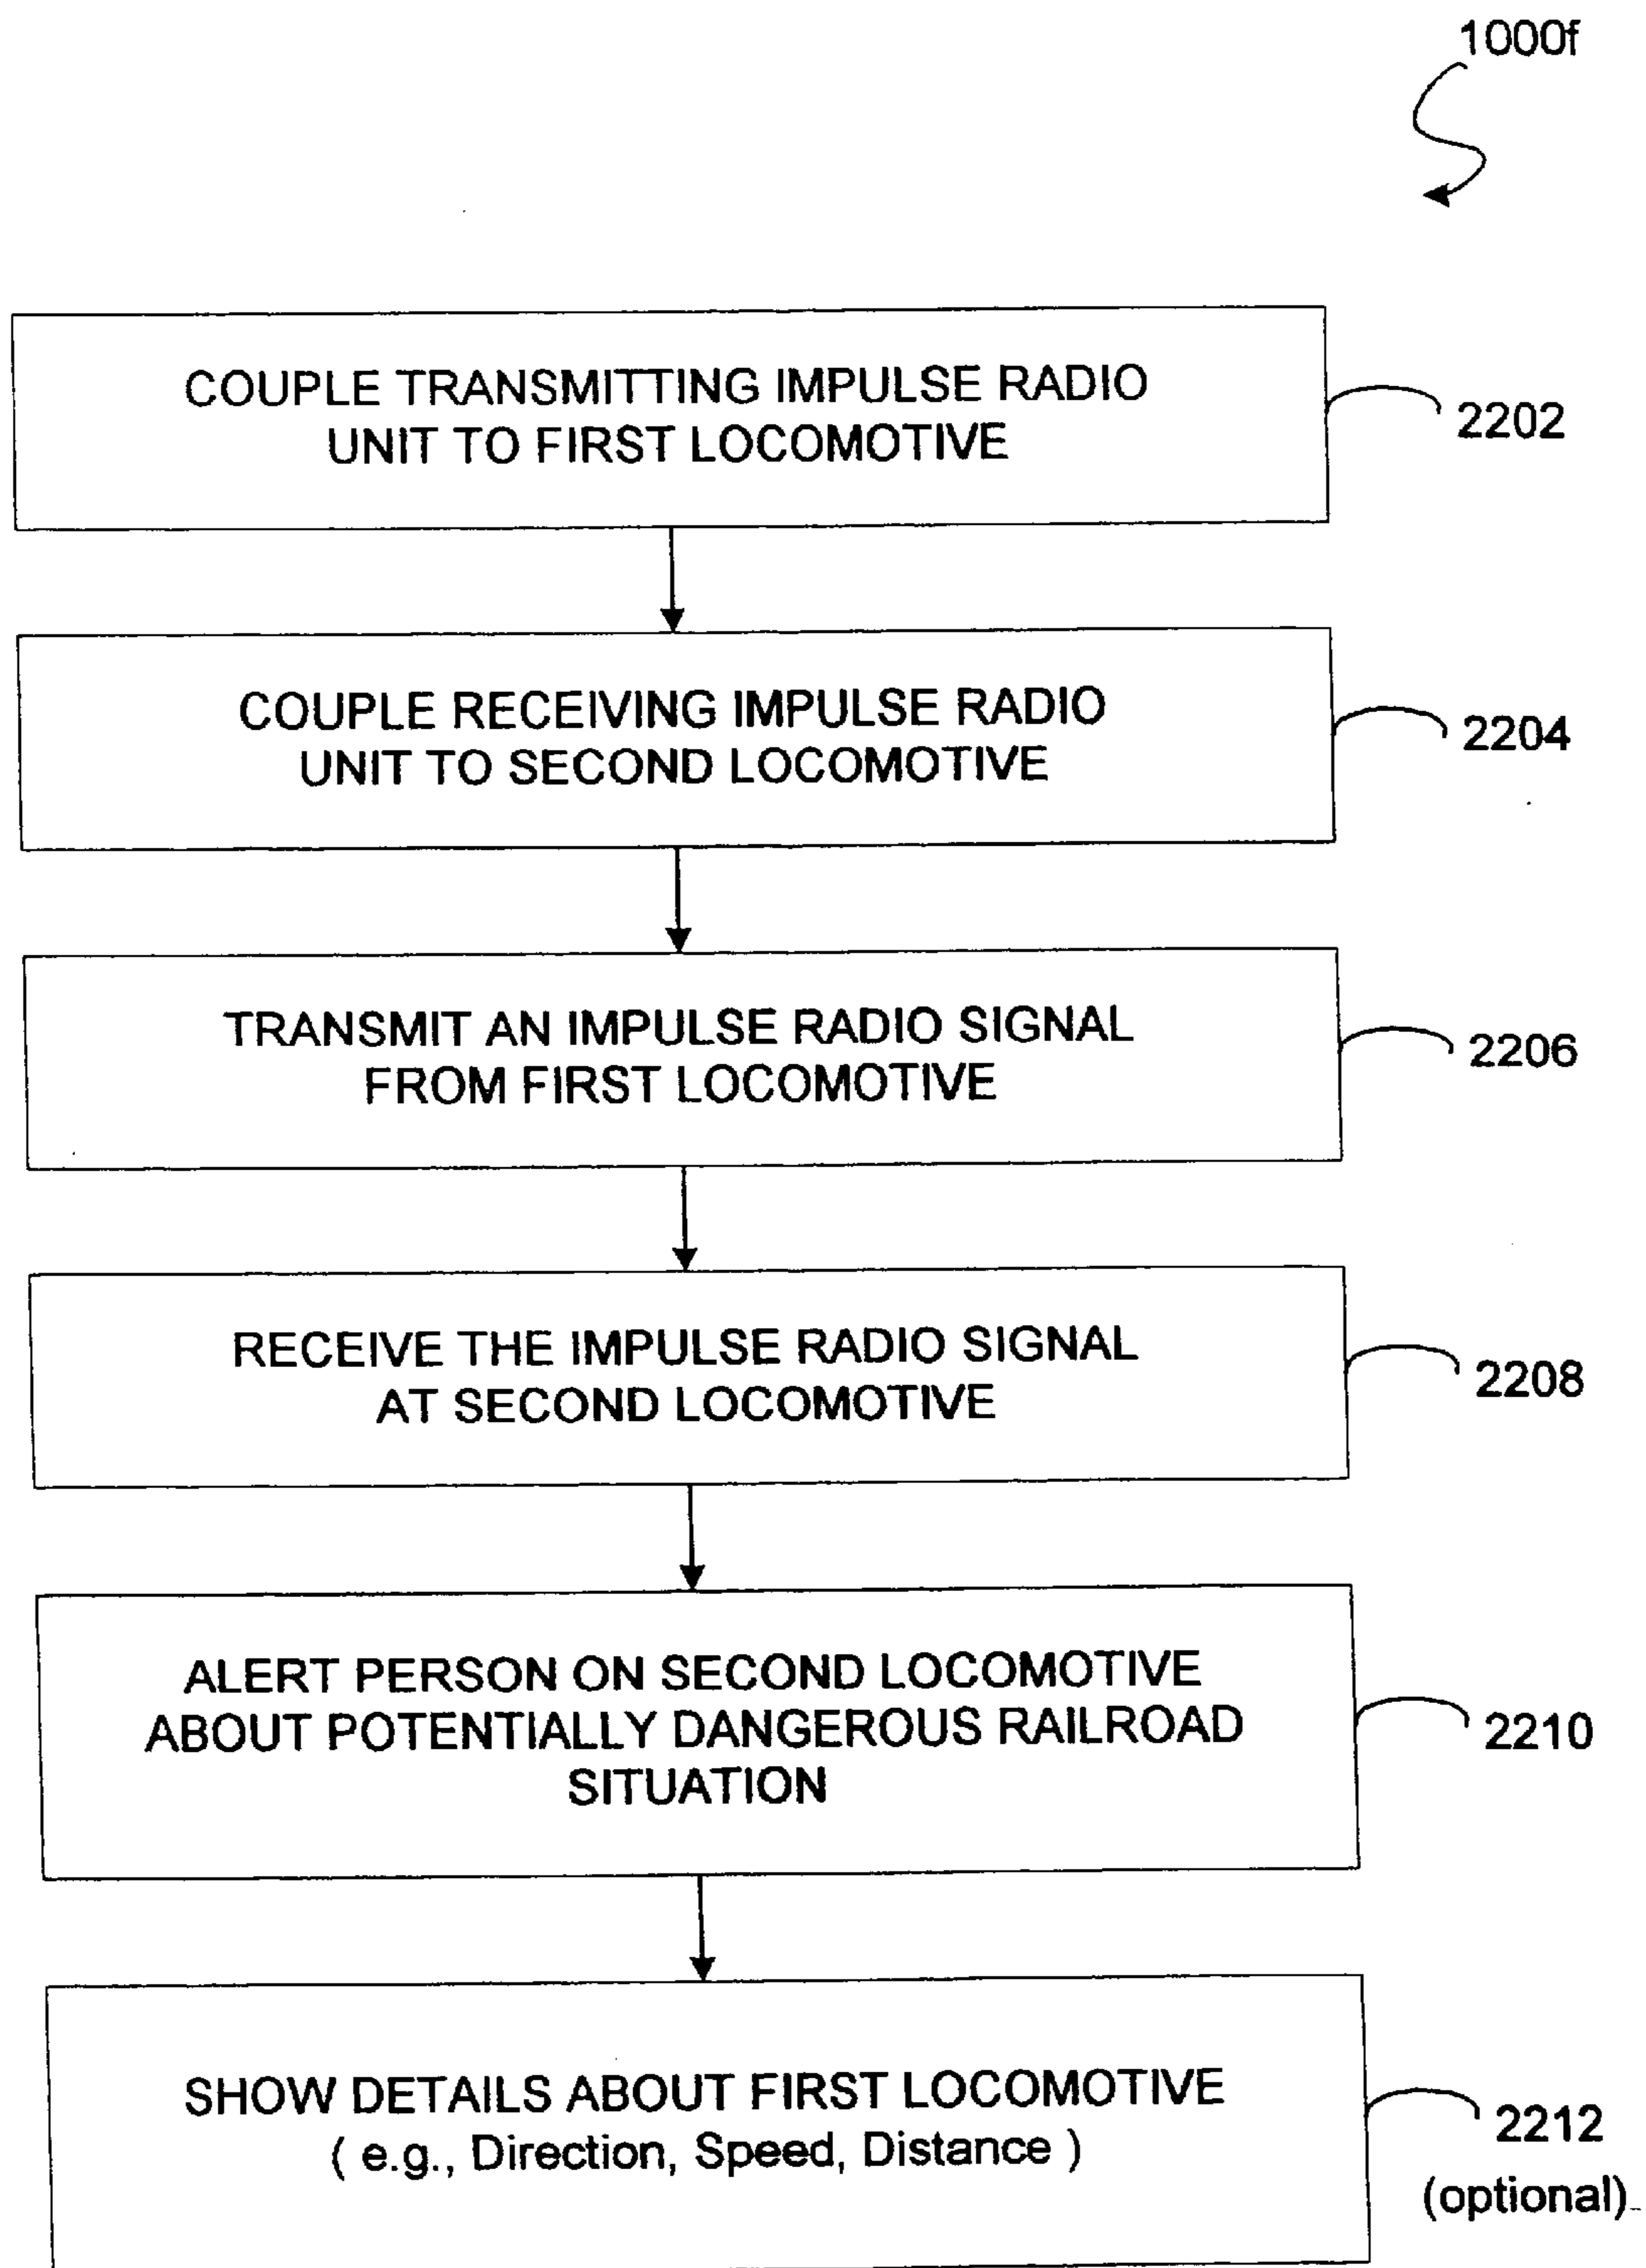 1000f
COUPLE TRANSMITTING IMPULSE RADIO
UNIT TO FIRST LOCOMOTIVE
2202
COUPLE RECEIVING IMPULSE RADIO
UNIT TO SECOND LOCOMOTIVE
2204
TRANSMIT AN IMPULSE RADIO SIGNAL
FROM FIRST LOCOMOTIVE
2206
RECEIVE THE IMPULSE RADIO SIGNAL
AT SECOND LOCOMOTIVE
2208
ALERT PERSON ON SECOND LOCOMOTIVE
ABOUT POTENTIALLY DANGEROUS RAILROAD
SITUATION
2210
SHOW DETAILS ABOUT FIRST LOCOMOTIVE
( e.g., Direction, Speed, Distance )
2212
(optional)